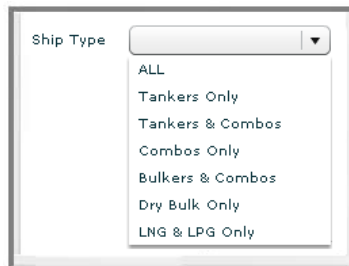 Ship Type
ALL
Tankers Only
Tankers & Combos
Combos Only
Bulkers & Combos
Dry Bulk Only
LNG & LPG Only